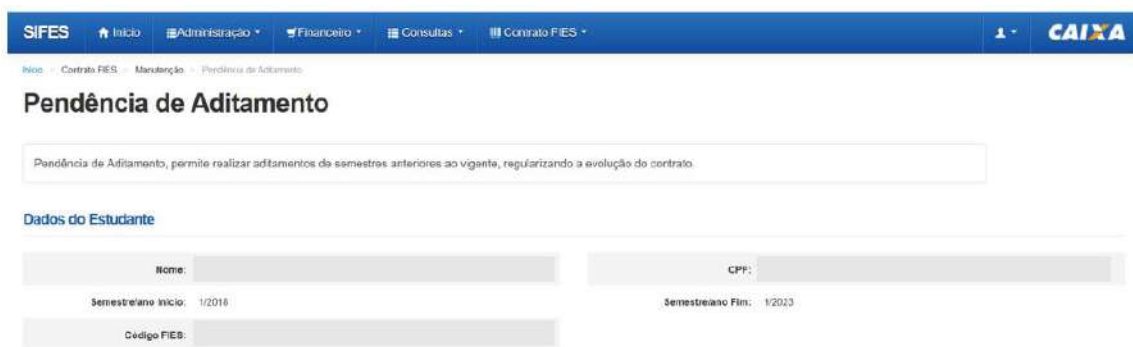 SIFES Início Administração Financeiro Consultas Contrato FIES CAIXA
Início Contrato FIES Manutenção Pendência de Aditamento
Pendência de Aditamento
Pendência de Aditamento, permite realizar aditamentos de semestres anteriores ao vigente, regularizando a evolução do contrato.
Dados do Estudante
Nome: CPF:
Semestre/ano Início: 1/2018 Semestre/ano Fim: 1/2023
Código FIES: